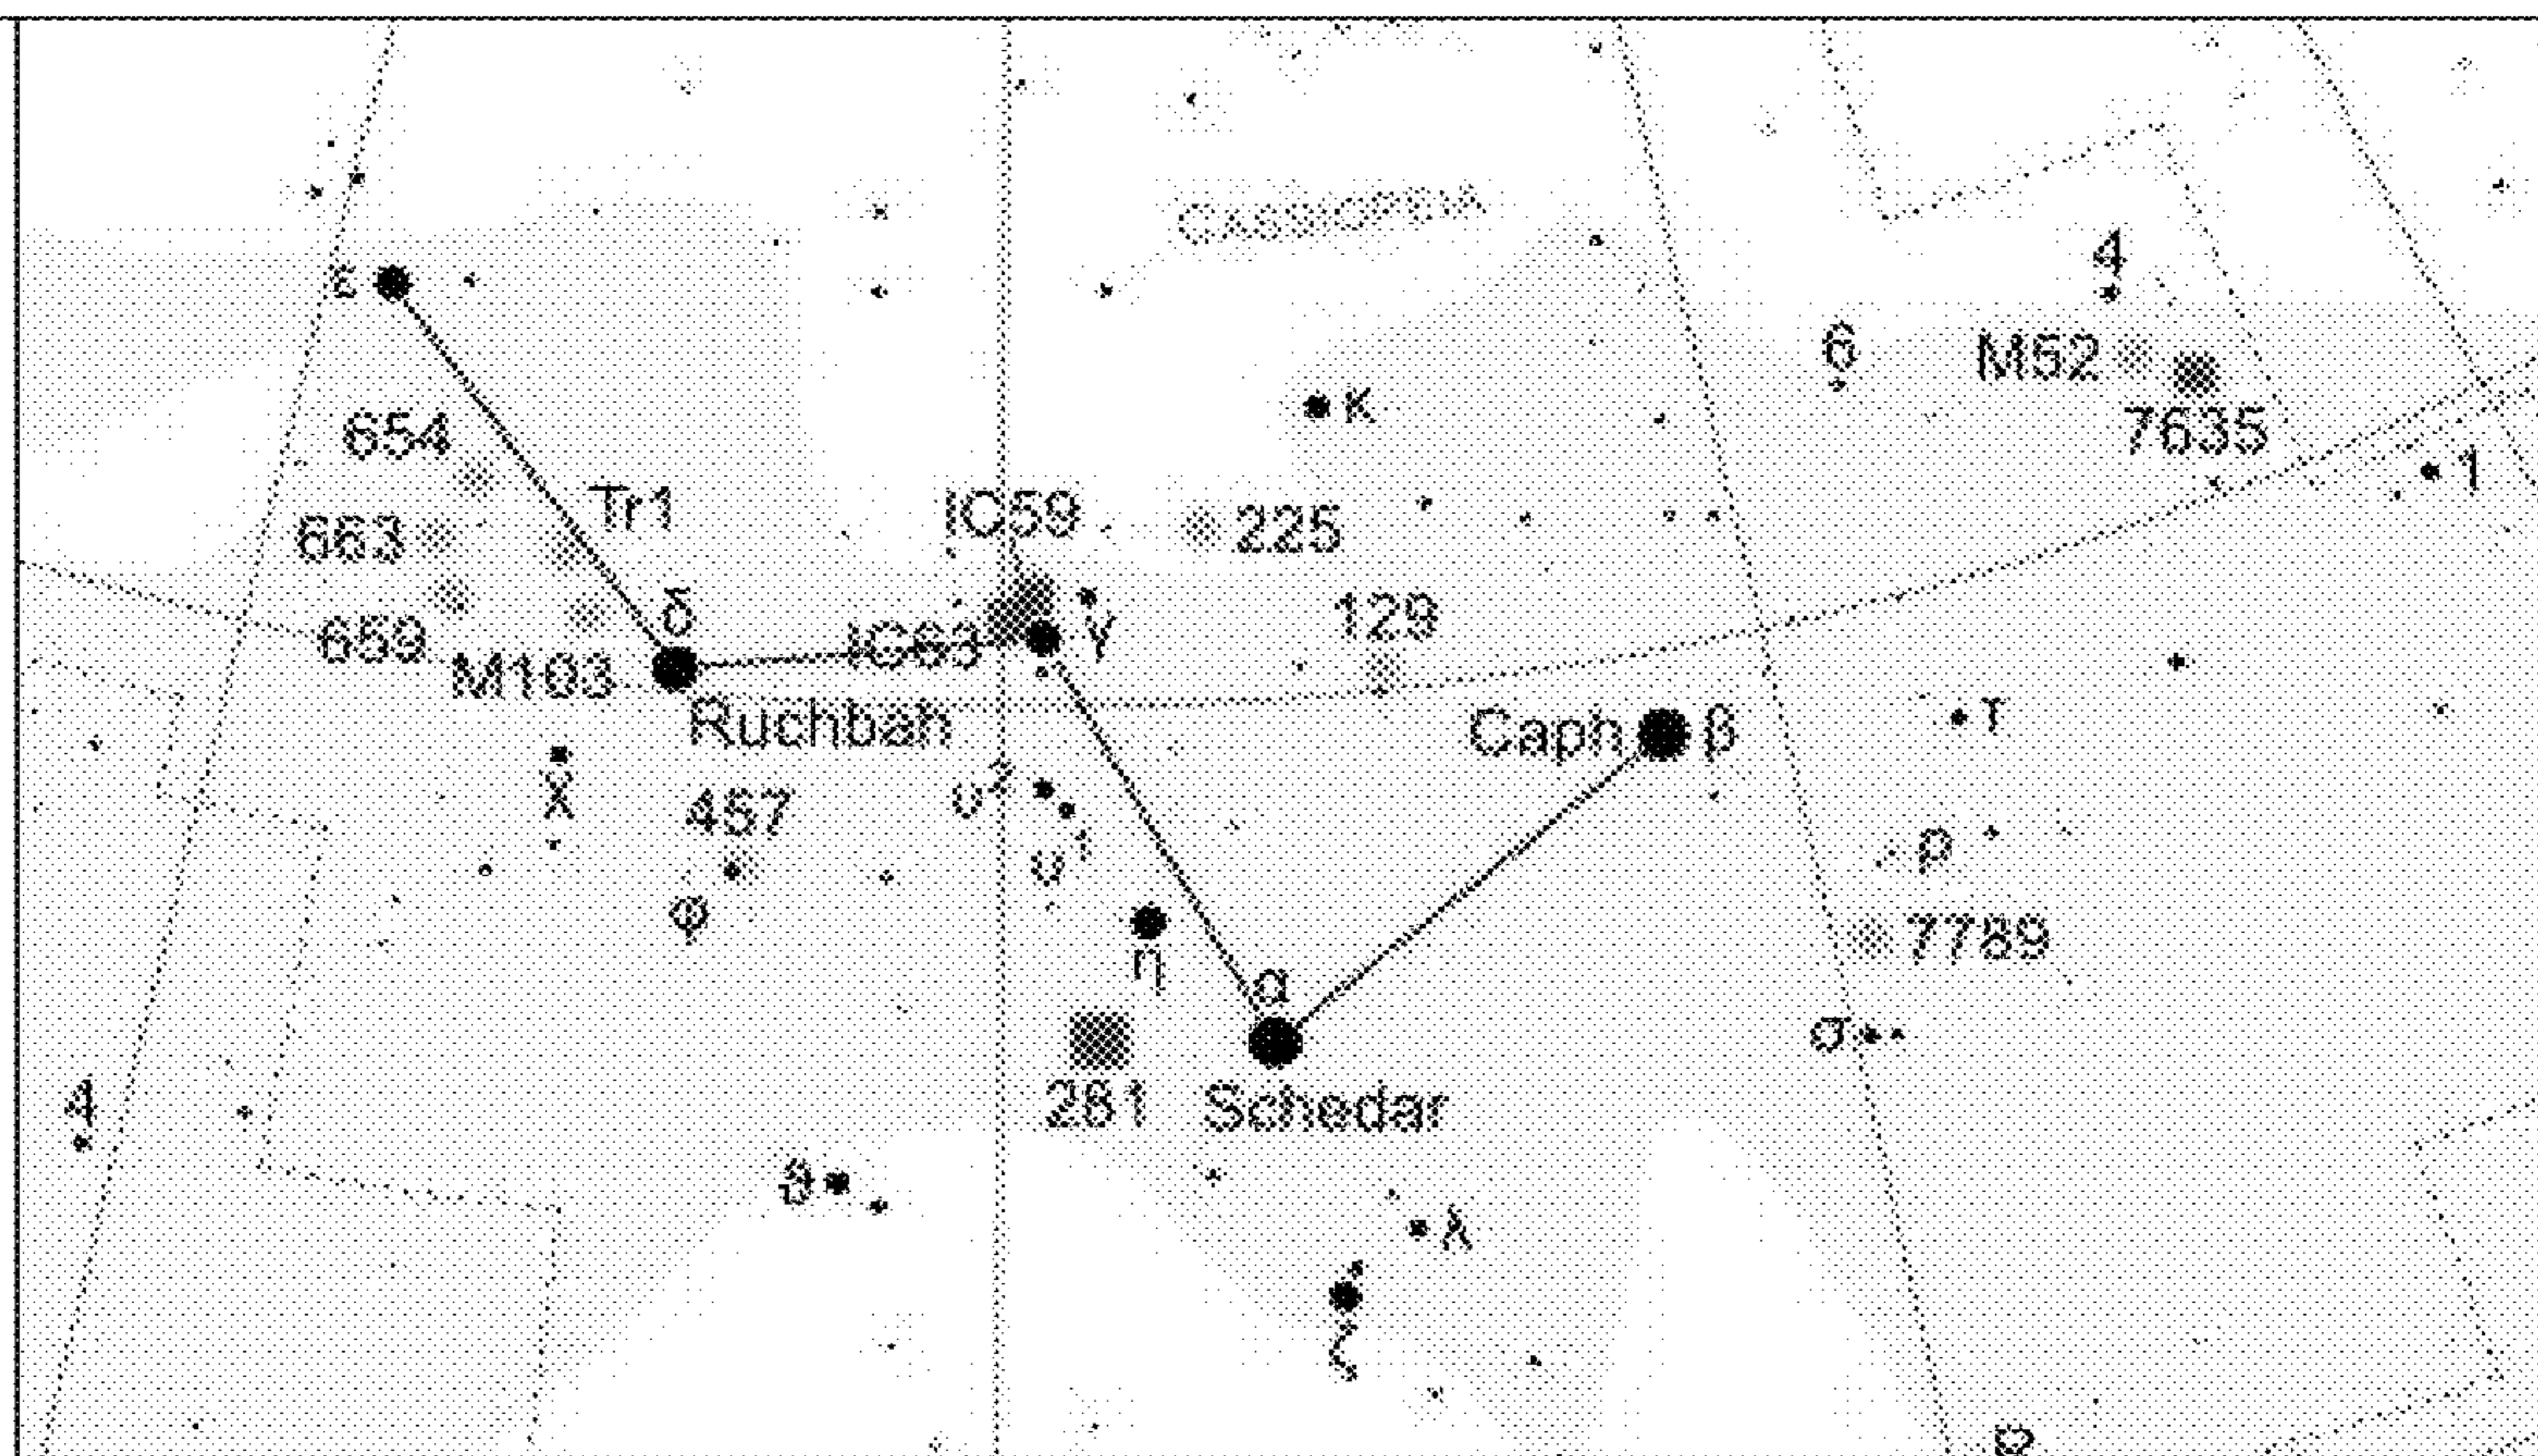 CASSIOPEIA
4
ε
6
M52
κ
7635
654
1
Tr1
IC59
225
663
δ
129
659
IC63
γ
M103
Ruchbah
Caph
β
τ
χ
457
υ²
υ¹
ρ
φ
7789
η
α
σ
281
Schedar
4
θ
λ
ζ